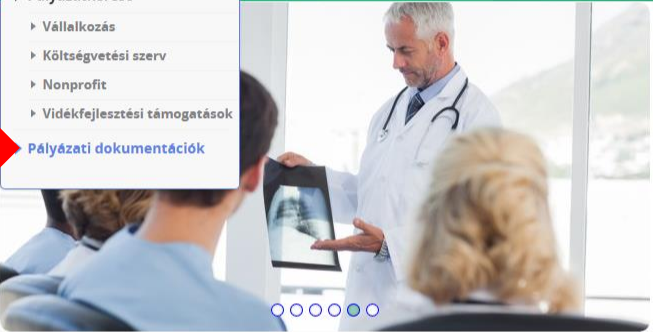 Vállalkozás
Költségvetési szerv
Nonprofit
Vidékfejlesztési támogatások
Pályázati dokumentációk